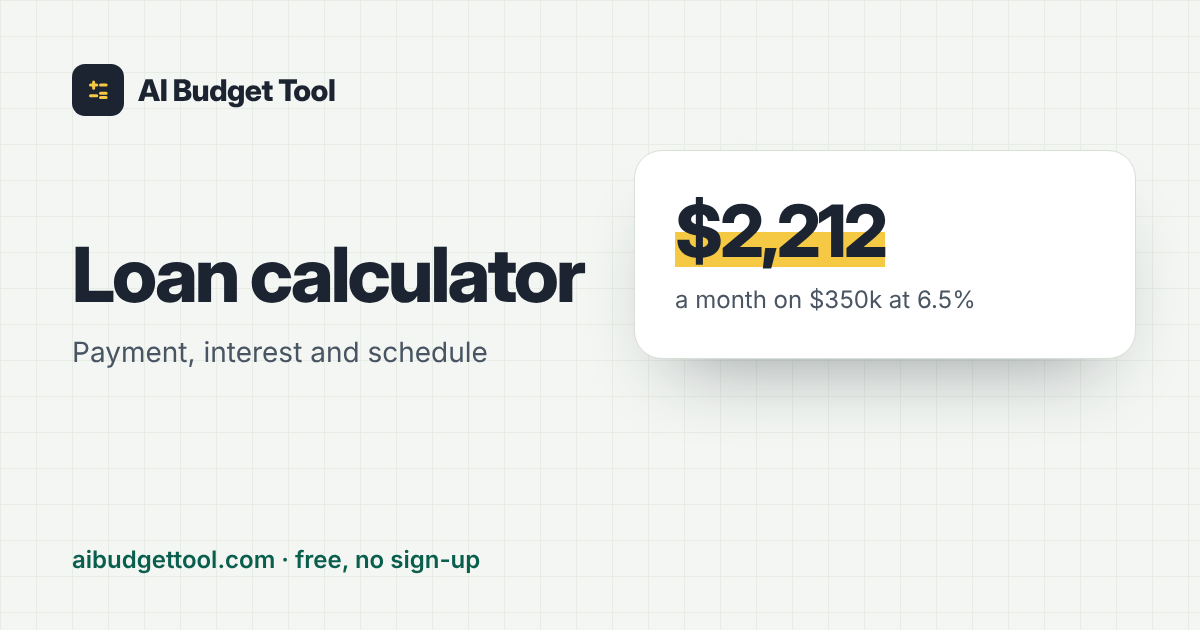 AI Budget Tool
Loan calculator
Payment, interest and schedule
$2,212
a month on $350k at 6.5%
aibudgettool.com · free, no sign-up